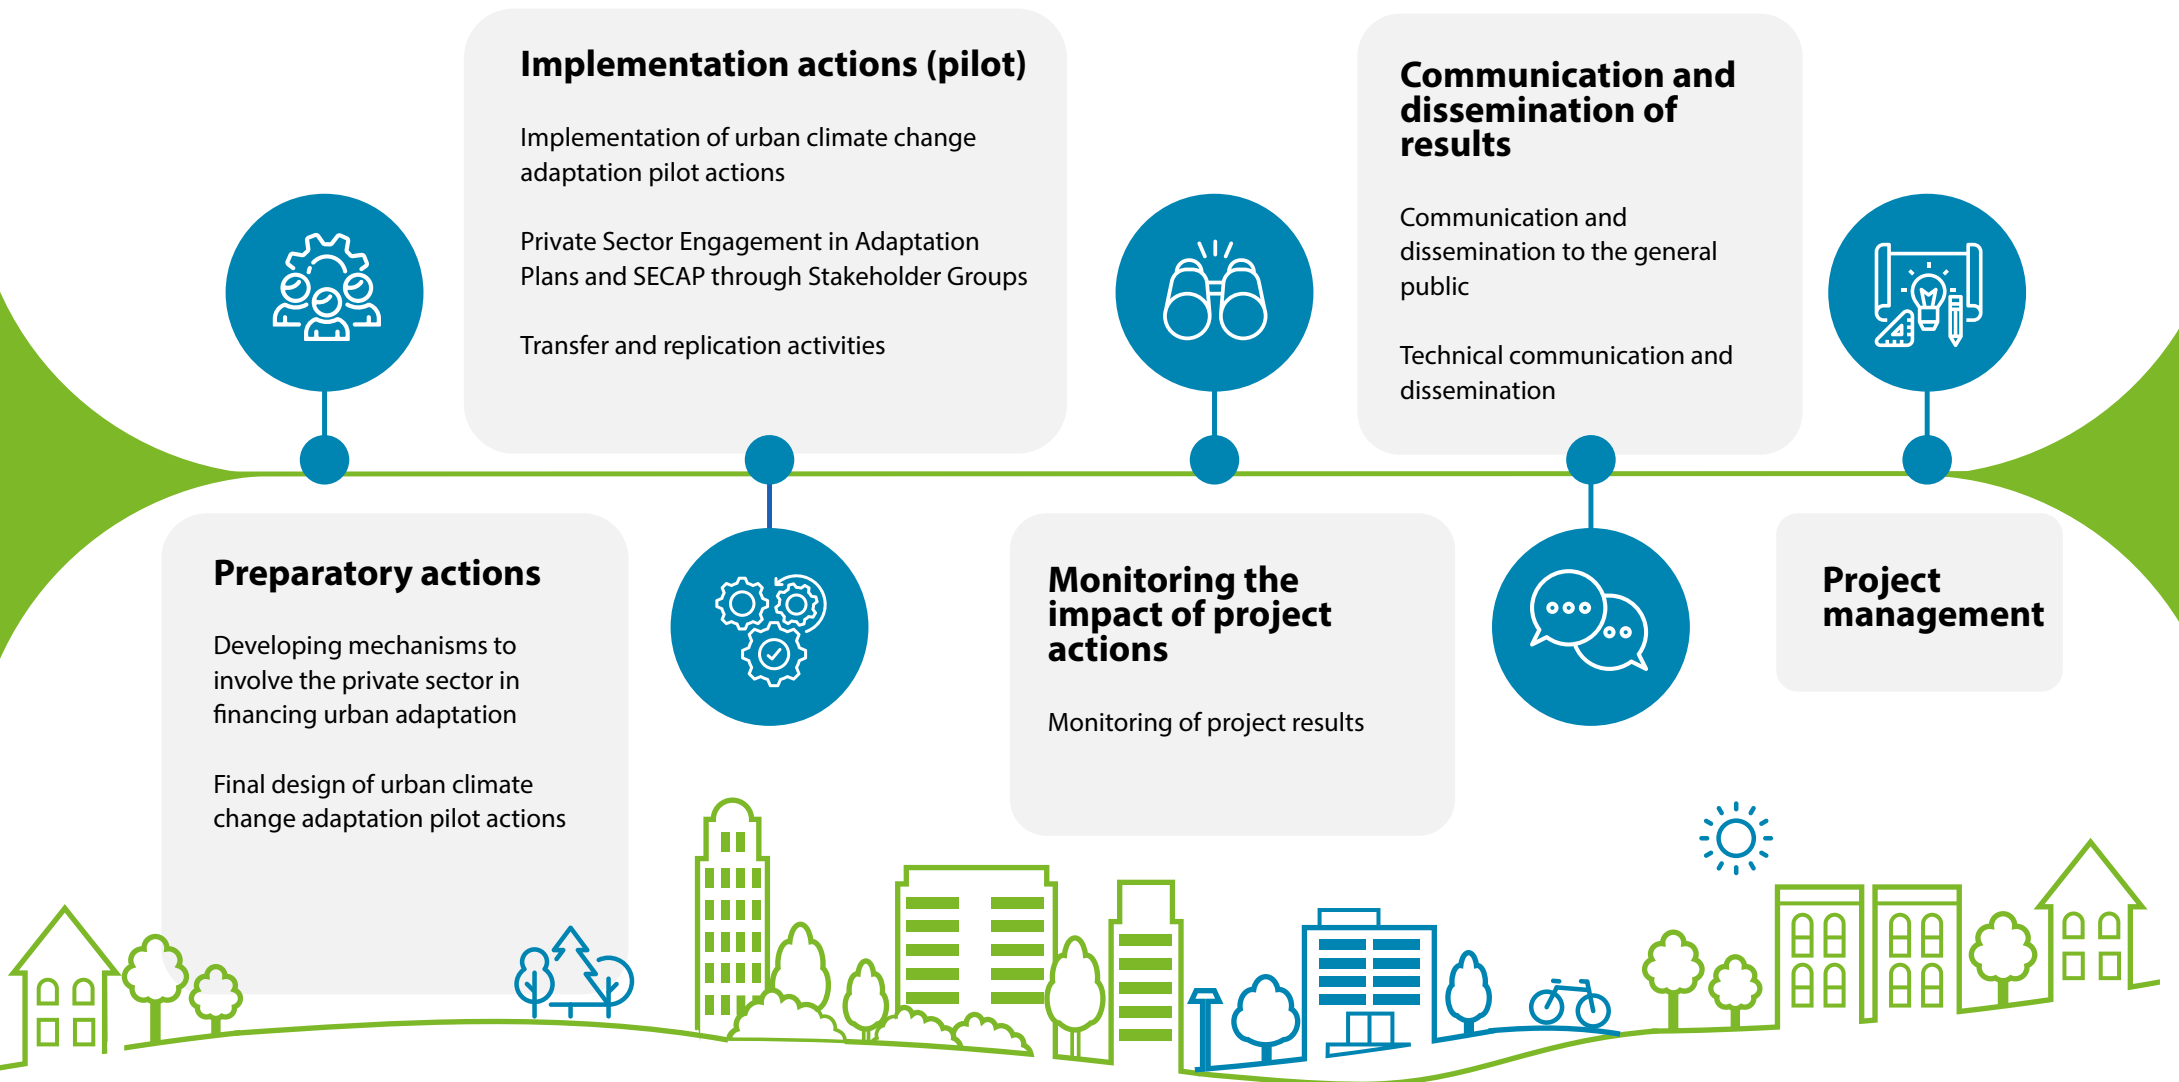 Implementation actions (pilot)
Implementation of urban climate change
adaptation pilot actions
Private Sector Engagement in Adaptation
Plans and SECAP through Stakeholder Groups
Transfer and replication activities
Communication and
dissemination of
results
Communication and
dissemination to the general
public
Technical communication and
dissemination
Preparatory actions
Developing mechanisms to
involve the private sector in
financing urban adaptation
Final design of urban climate
change adaptation pilot actions
Monitoring the
impact of project
actions
Monitoring of project results
Project
management